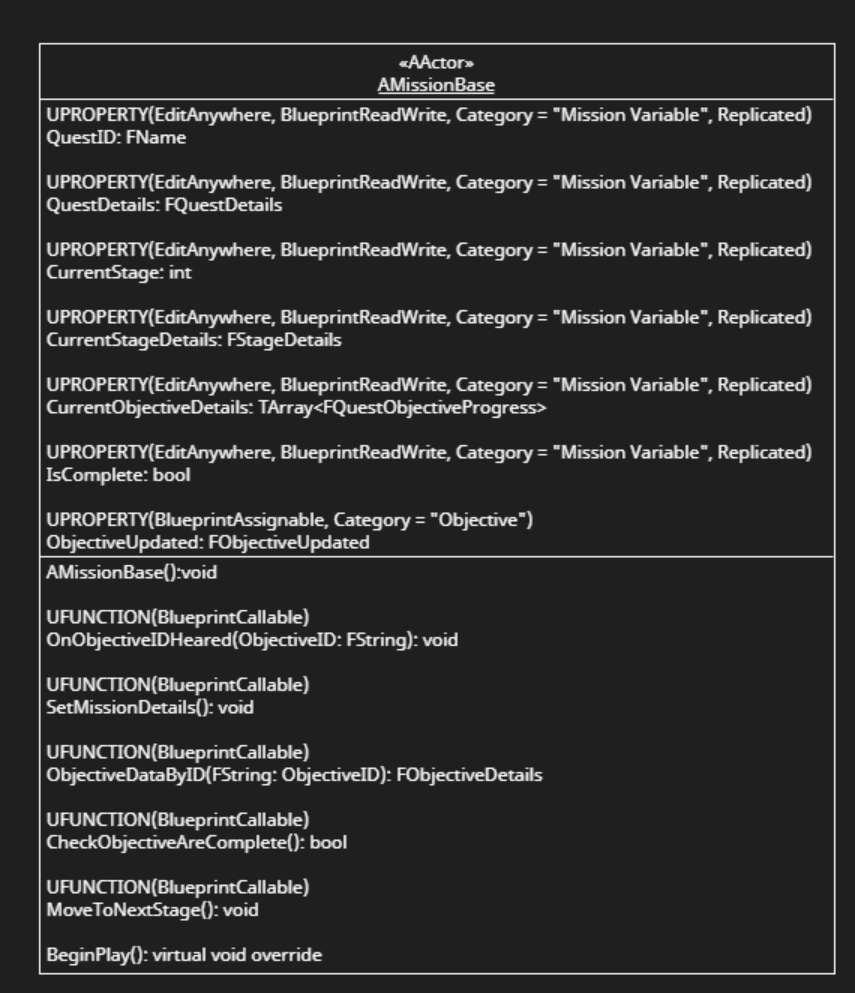 «AActor»
AMissionBase
UPROPERTY(EditAnywhere, BlueprintReadWrite, Category = "Mission Variable", Replicated)
QuestID: FName
UPROPERTY(EditAnywhere, BlueprintReadWrite, Category = "Mission Variable", Replicated)
QuestDetails: FQuestDetails
UPROPERTY(EditAnywhere, BlueprintReadWrite, Category = "Mission Variable", Replicated)
CurrentStage: int
UPROPERTY(EditAnywhere, BlueprintReadWrite, Category = "Mission Variable", Replicated)
CurrentStageDetails: FStageDetails
UPROPERTY(EditAnywhere, BlueprintReadWrite, Category = "Mission Variable", Replicated)
CurrentObjectiveDetails: TArray<FQuestObjectiveProgress>
UPROPERTY(EditAnywhere, BlueprintReadWrite, Category = "Mission Variable", Replicated)
IsComplete: bool
UPROPERTY(BlueprintAssignable, Category = "Objective")
ObjectiveUpdated: FObjectiveUpdated
AMissionBase():void
UFUNCTION(BlueprintCallable)
OnObjectiveIDHeared(ObjectiveID: FString): void
UFUNCTION(BlueprintCallable)
SetMissionDetails(): void
UFUNCTION(BlueprintCallable)
ObjectiveDataByID(FString: ObjectiveID): FObjectiveDetails
UFUNCTION(BlueprintCallable)
CheckObjectiveAreComplete(): bool
UFUNCTION(BlueprintCallable)
MoveToNextStage(): void
BeginPlay(): virtual void override